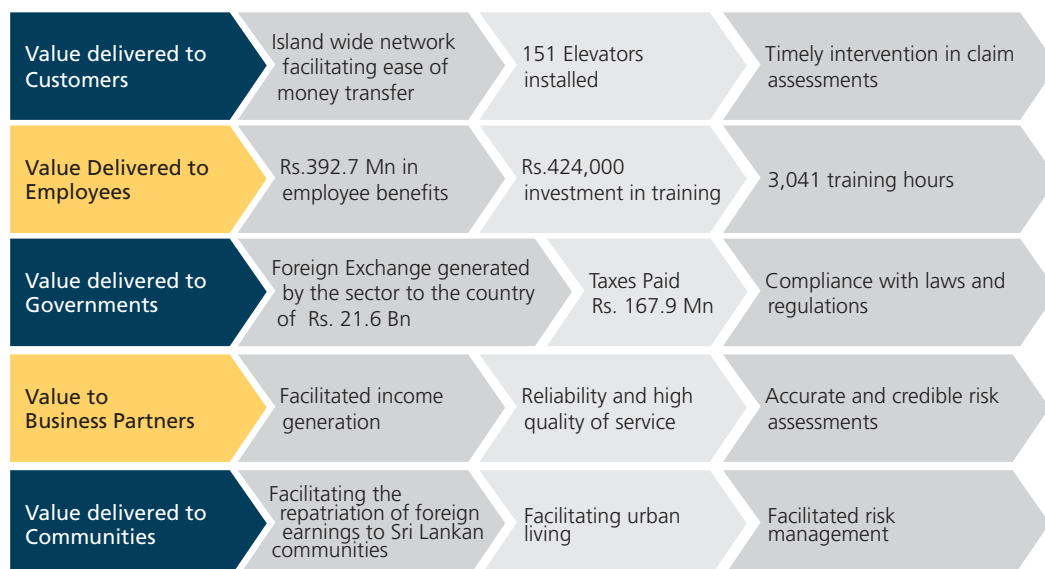 Value delivered to
Customers
Island wide network
facilitating ease of
money transfer
151 Elevators
installed
Timely intervention in claim
assessments
Value Delivered to
Employees
Rs.392.7 Mn in
employee benefits
Rs.424,000
investment in training
3,041 training hours
Value delivered to
Governments
Foreign Exchange generated
by the sector to the country
of Rs. 21.6 Bn
Taxes Paid
Rs. 167.9 Mn
Compliance with laws and
regulations
Value to
Business Partners
Facilitated income
generation
Reliability and high
quality of service
Accurate and credible risk
assessments
Value delivered to
Communities
Facilitating the
repatriation of foreign
earnings to Sri Lankan
communities
Facilitating urban
living
Facilitated risk
management